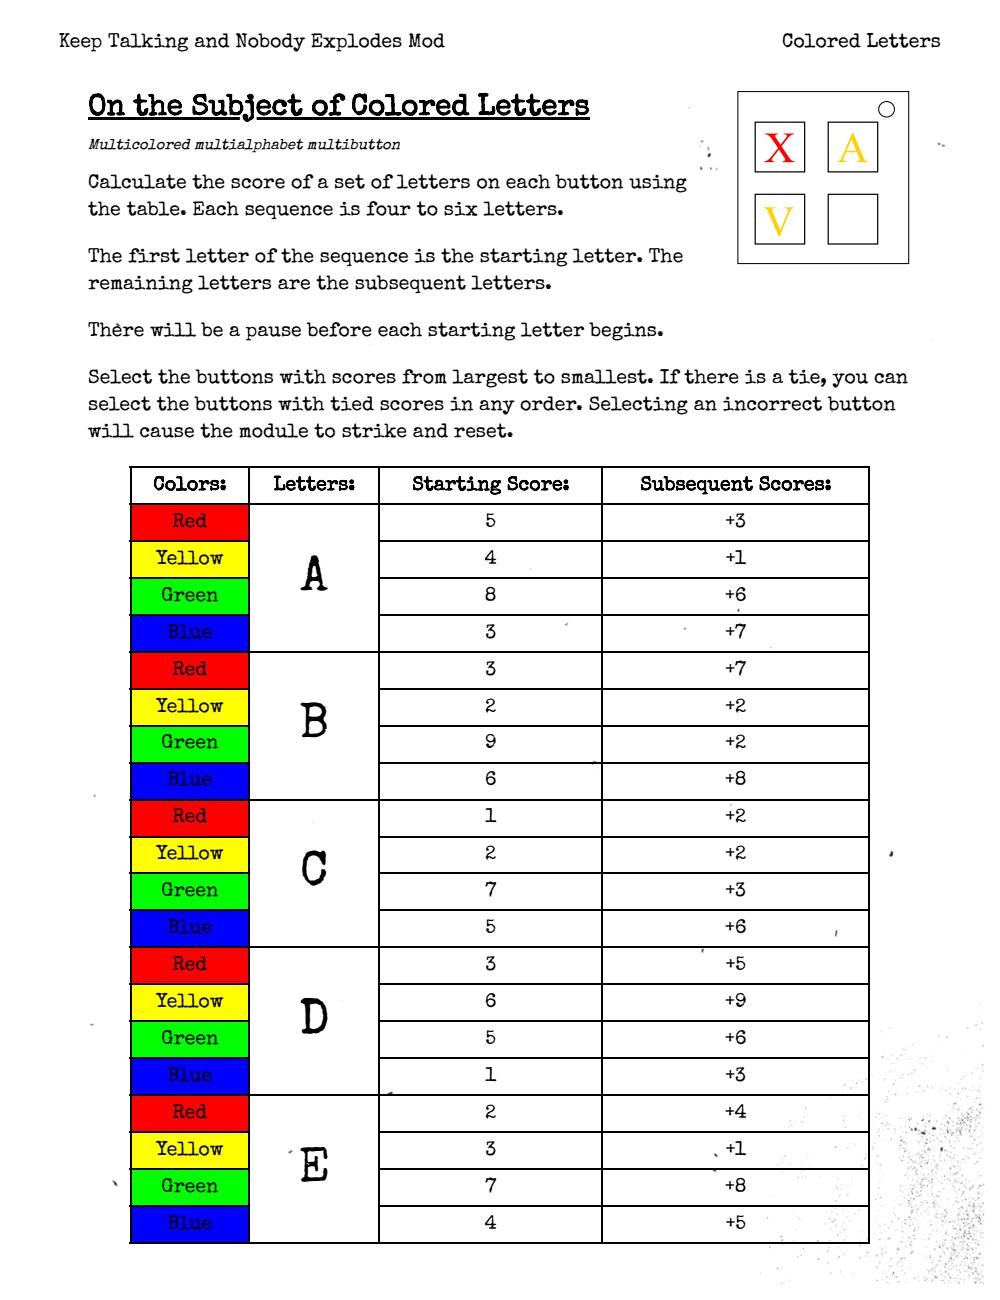 Keep Talking and Nobody Explodes Mod
Colored Letters
On the Subject of Colored Letters
Multicolored multialphabet multibutton
Calculate the score of a set of letters on each button using
the table. Each sequence is four to six letters.
The first letter of the sequence is the starting letter. The
remaining letters are the subsequent letters.
There will be a pause before each starting letter begins.
Select the buttons with scores from largest to smallest. If there is a tie, you can
select the buttons with tied scores in any order. Selecting an incorrect button
will cause the module to strike and reset.
X A
V
Colors: Letters: Starting Score: Subsequent Scores:
A
Red 5 +3
Yellow 4 +1
Green 8 +6
Blue 3 +7
B
Red 3 +7
Yellow 2 +2
Green 9 +2
Blue 6 +8
C
Red 1 +2
Yellow 2 +2
Green 7 +3
Blue 5 +6
D
Red 3 +5
Yellow 6 +9
Green 5 +6
Blue 1 +3
E
Red 2 +4
Yellow 3 +1
Green 7 +8
Blue 4 +5